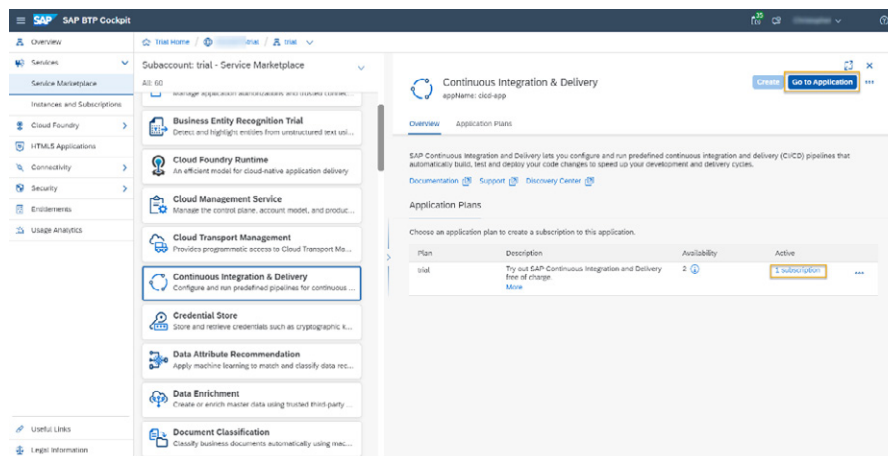 SAP SAP BTP Cockpit
35
Overview
Services
Service Marketplace
Instances and Subscriptions
Cloud Foundry
HTML5 Applications
Connectivity
Security
Entitlements
Usage Analytics
Useful Links
Legal Information
Trial Home / trial / trial
Subaccount: trial - Service Marketplace
All: 60
Manage application authorizations and trusted connec...
Business Entity Recognition Trial
Detect and highlight entities from unstructured text usi...
Cloud Foundry Runtime
An efficient model for cloud-native application delivery
Cloud Management Service
Manage the control plane, account model, and produc...
Cloud Transport Management
Provides programmatic access to Cloud Transport Ma...
Continuous Integration & Delivery
Configure and run predefined pipelines for continuous ...
Credential Store
Store and retrieve credentials such as cryptographic k...
Data Attribute Recommendation
Apply machine learning to match and classify data rec...
Data Enrichment
Create or enrich master data using trusted third-party ...
Document Classification
Classify business documents automatically using mac...
Continuous Integration & Delivery
appName: cicd-app
Create Go to Application
Overview Application Plans
SAP Continuous Integration and Delivery lets you configure and run predefined continuous integration and delivery (CI/CD) pipelines that
automatically build, test and deploy your code changes to speed up your development and delivery cycles.
Documentation Support Discovery Center
Application Plans
Choose an application plan to create a subscription to this application.
Plan Description Availability Active
trial Try out SAP Continuous Integration and Delivery 2 1 subscription
free of charge.
More